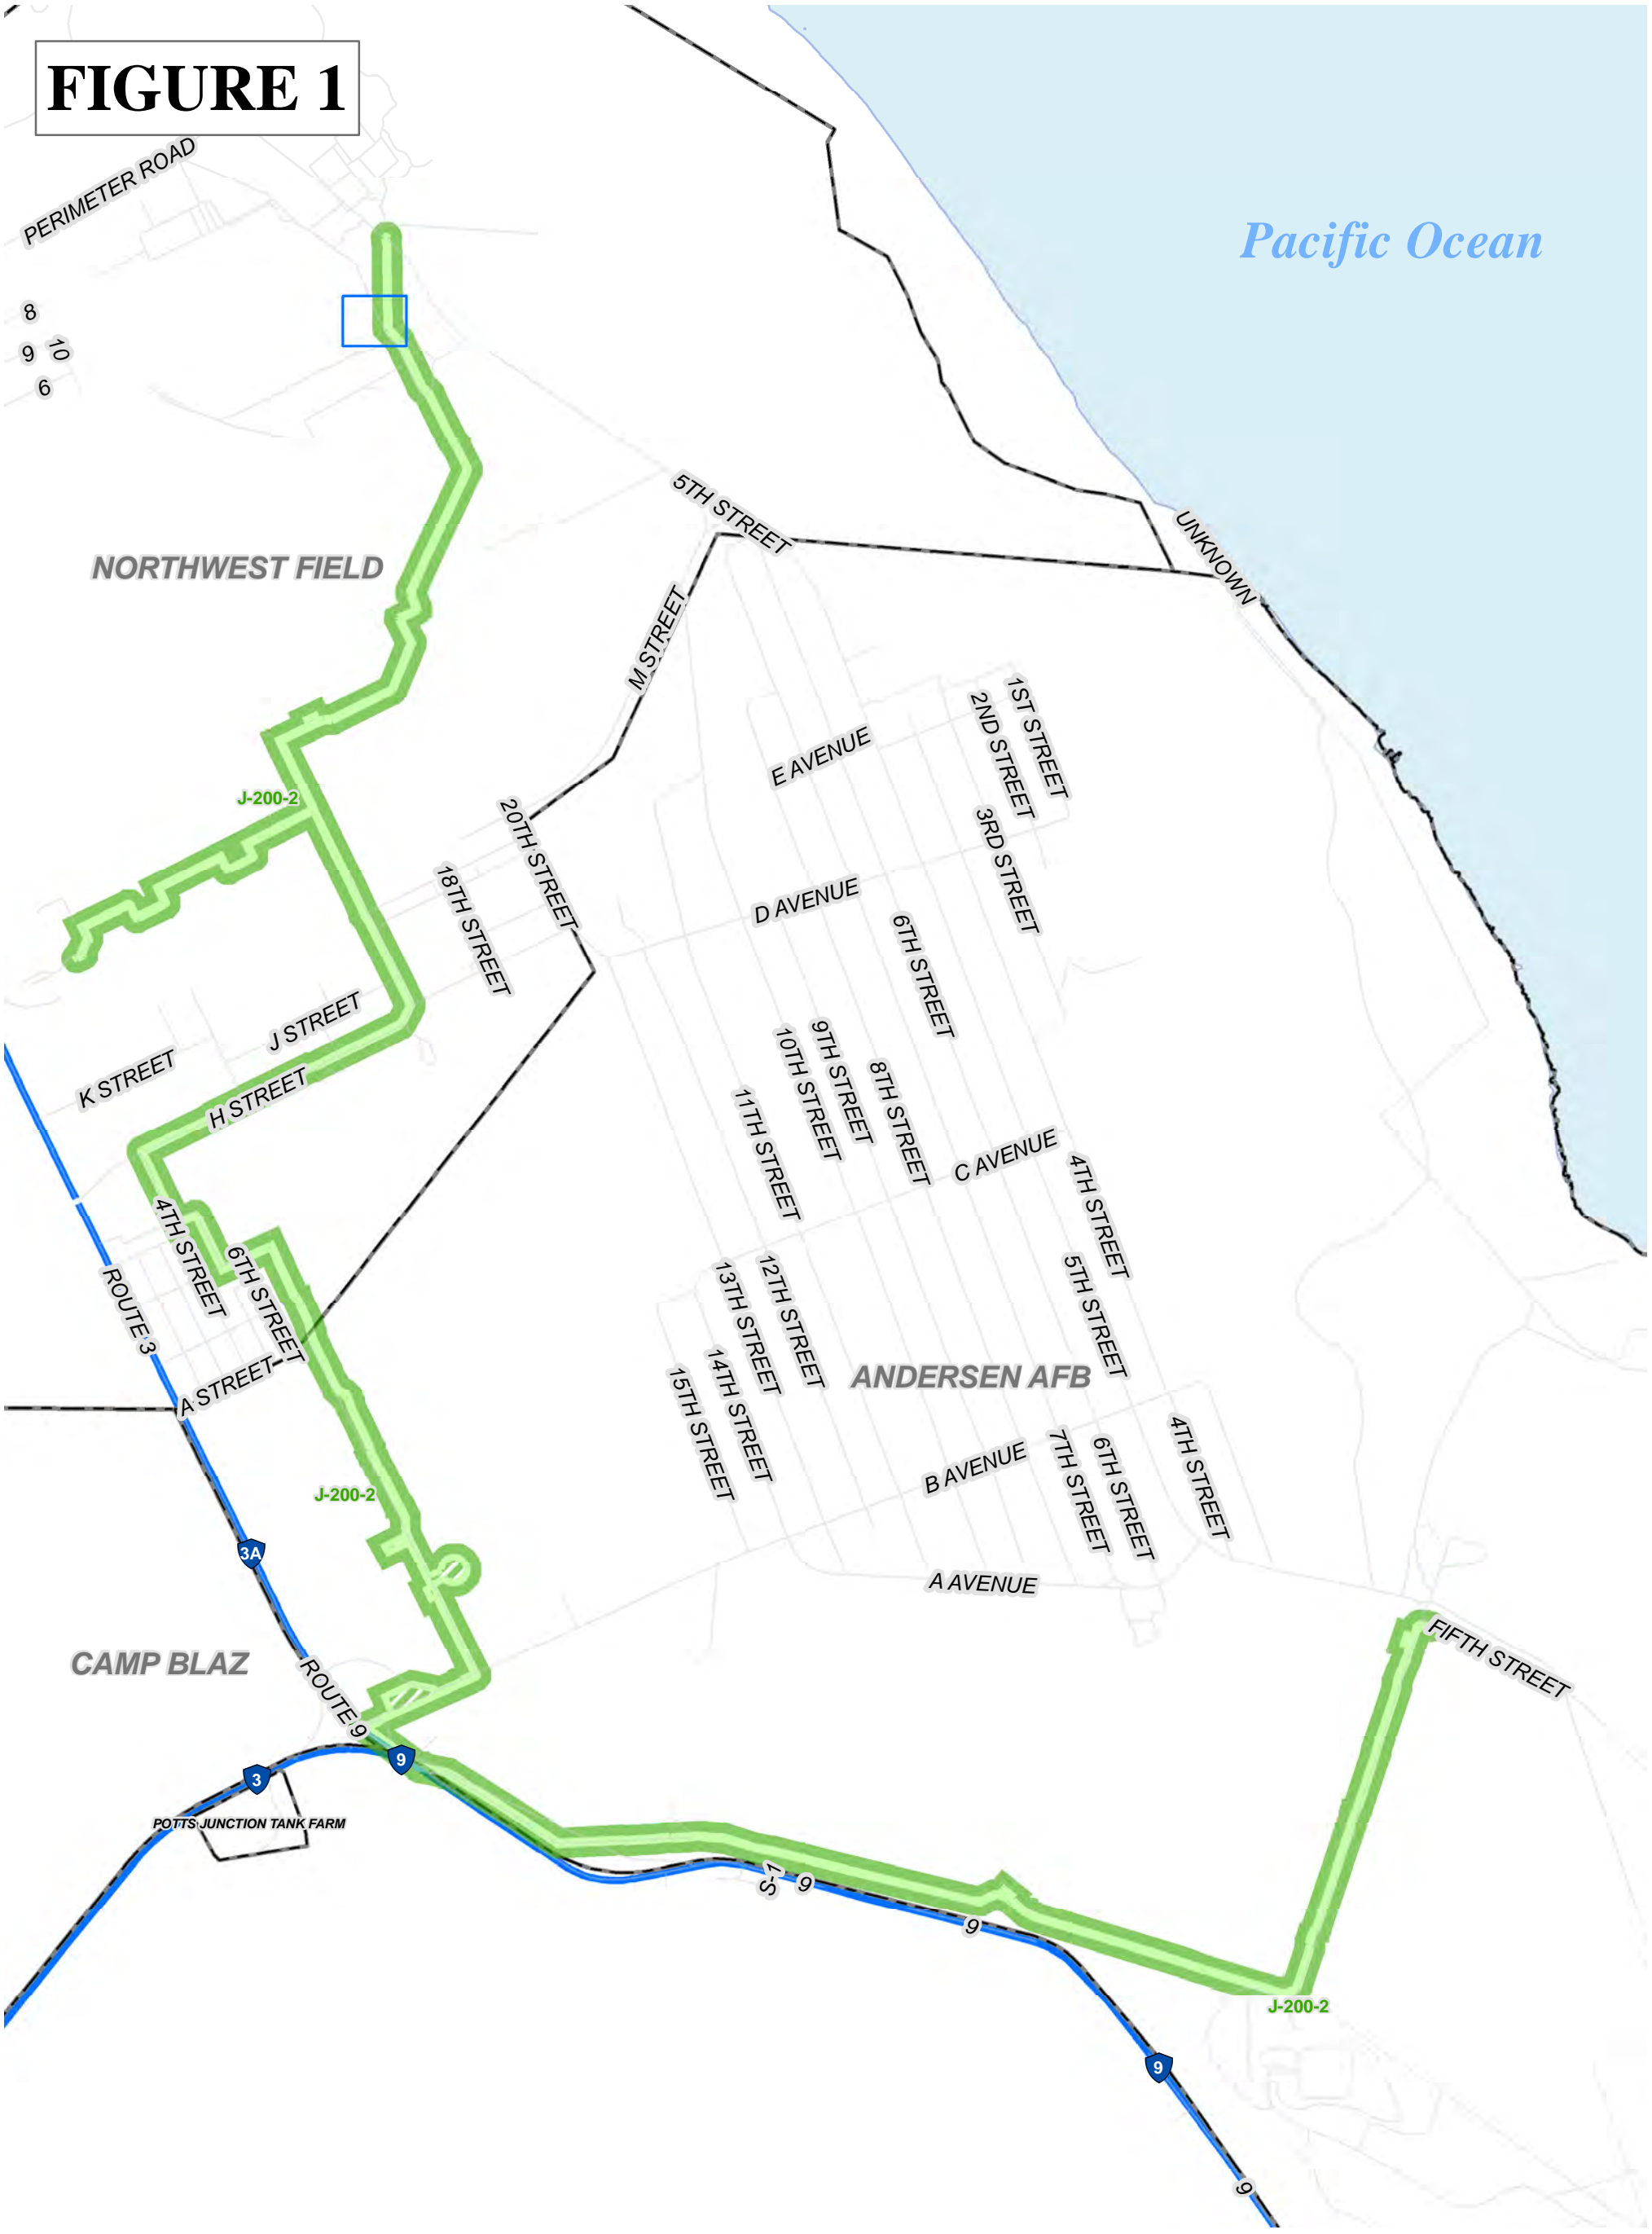 FIGURE 1
PERIMETER ROAD
Pacific Ocean
8
10
9
6
5TH STREET
UNKNOWN
NORTHWEST FIELD
M STREET
1ST STREET
2ND STREET
E AVENUE
J-200-2
20TH STREET
3RD STREET
18TH STREET
D AVENUE
6TH STREET
J STREET
9TH STREET
10TH STREET
K STREET
H STREET
8TH STREET
11TH STREET
C AVENUE
4TH STREET
4TH STREET
6TH STREET
5TH STREET
12TH STREET
13TH STREET
ROUTE 3
14TH STREET
ANDERSEN AFB
15TH STREET
A STREET
4TH STREET
7TH STREET
6TH STREET
B AVENUE
J-200-2
3A
A AVENUE
FIFTH STREET
CAMP BLAZ
ROUTE 9
9
3
POTTS JUNCTION TANK FARM
S-1
9
9
J-200-2
9
9